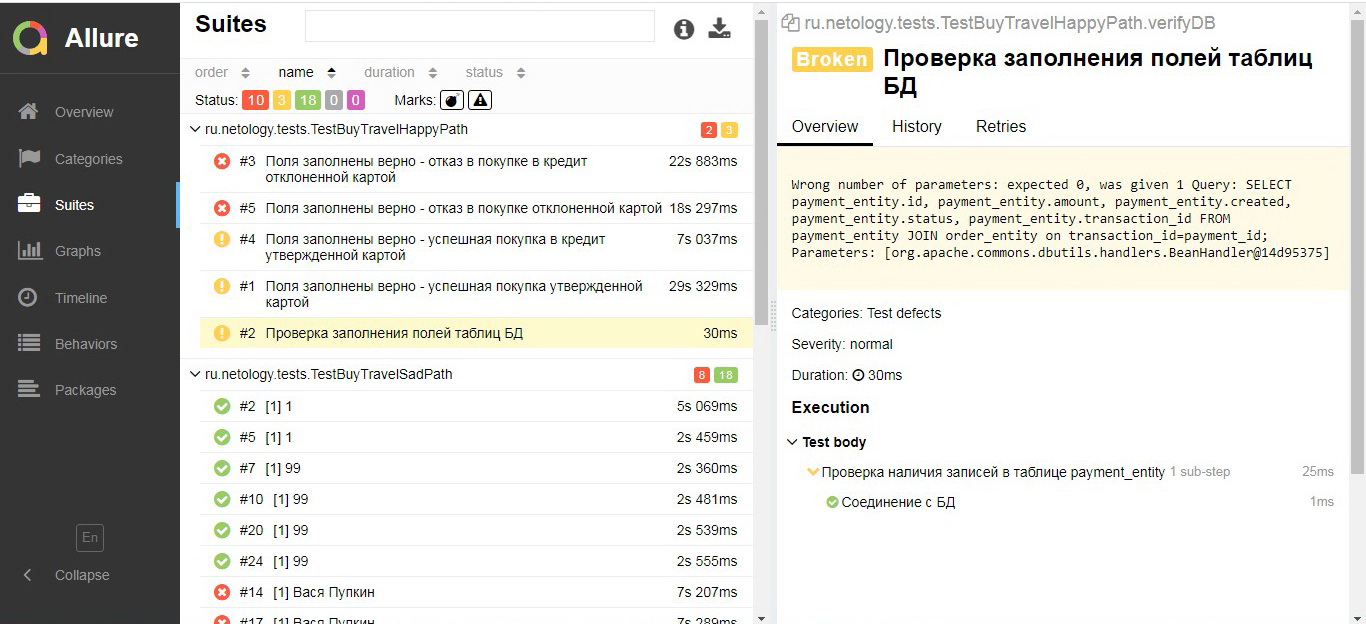 Allure
Overview
Categories
Suites
Graphs
Timeline
Behaviors
Packages
En
Collapse
Suites
order name duration status
Status: 10 3 18 0 0 Marks:
ru.netology.tests.TestBuyTravelHappyPath 2 3
#3 Поля заполнены верно - отказ в покупке в кредит 22s 883ms
отклоненной картой
#5 Поля заполнены верно - отказ в покупке отклоненной картой 18s 297ms
#4 Поля заполнены верно - успешная покупка в кредит 7s 037ms
утвержденной картой
#1 Поля заполнены верно - успешная покупка утвержденной 29s 329ms
картой
#2 Проверка заполнения полей таблиц БД 30ms
ru.netology.tests.TestBuyTravelSadPath 8 18
#2 [1] 1 5s 069ms
#5 [1] 1 2s 459ms
#7 [1] 99 2s 360ms
#10 [1] 99 2s 481ms
#20 [1] 99 2s 539ms
#24 [1] 99 2s 555ms
#14 [1] Вася Пупкин 7s 207ms
#17 [1] Вася Пупкин 7s 289ms
ru.netology.tests.TestBuyTravelHappyPath.verifyDB
Broken Проверка заполнения полей таблиц
БД
Overview History Retries
Wrong number of parameters: expected 0, was given 1 Query: SELECT
payment_entity.id, payment_entity.amount, payment_entity.created,
payment_entity.status, payment_entity.transaction_id FROM
payment_entity JOIN order_entity on transaction_id=payment_id;
Parameters: [org.apache.commons.dbutils.handlers.BeanHandler@14d95375]
Categories: Test defects
Severity: normal
Duration: 30ms
Execution
Test body
Проверка наличия записей в таблице payment_entity 1 sub-step 25ms
Соединение с БД 1ms